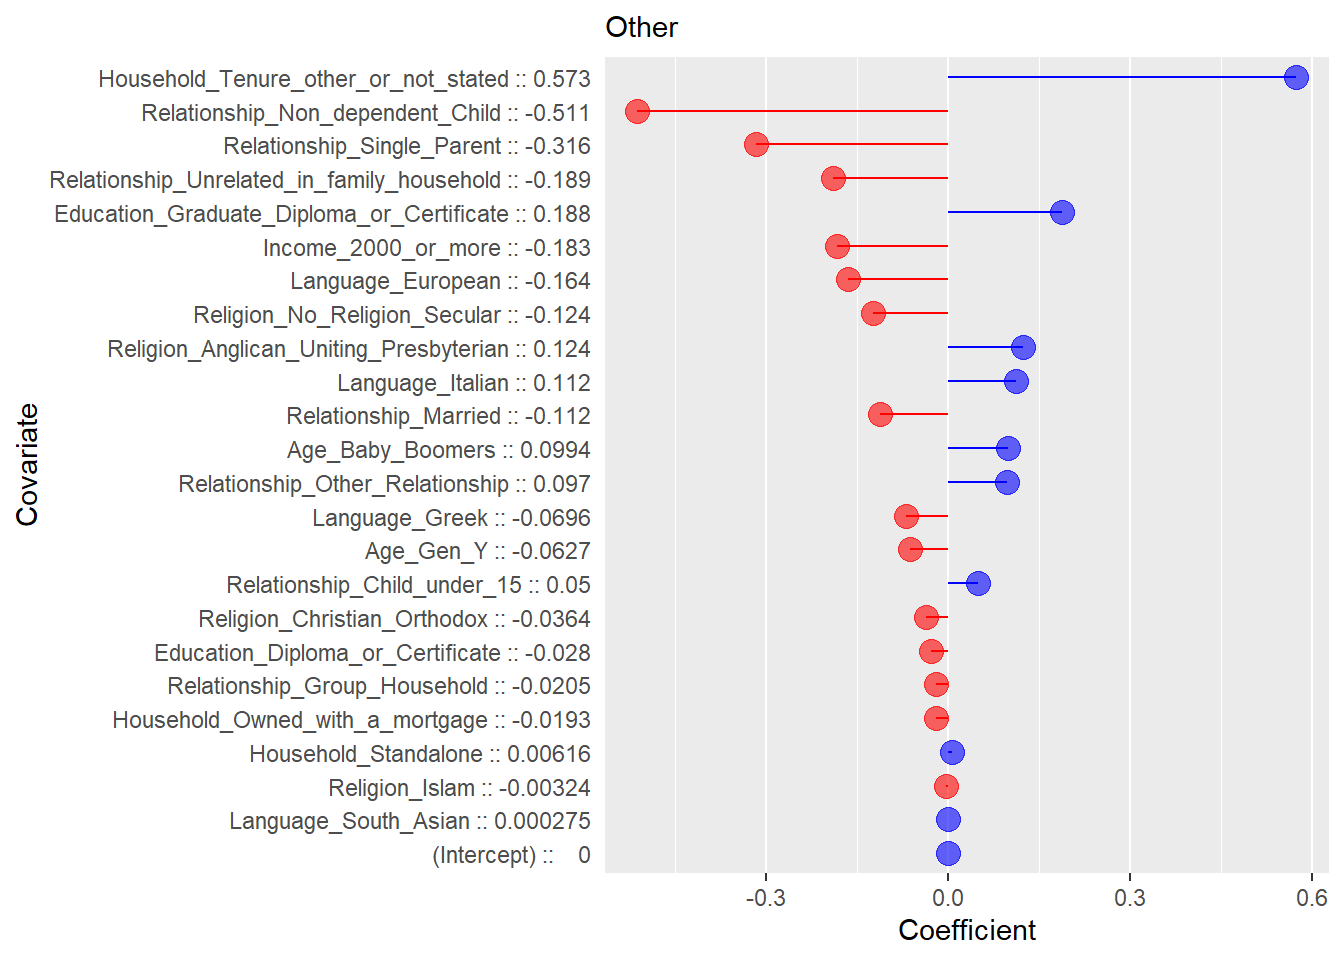 Other
Household_Tenure_other_or_not_stated :: 0.573
Relationship_Non_dependent_Child :: -0.511
Relationship_Single_Parent :: -0.316
Relationship_Unrelated_in_family_household :: -0.189
Education_Graduate_Diploma_or_Certificate :: 0.188
Income_2000_or_more :: -0.183
Language_European :: -0.164
Religion_No_Religion_Secular :: -0.124
Religion_Anglican_Uniting_Presbyterian :: 0.124
Language_Italian :: 0.112
Relationship_Married :: -0.112
Age_Baby_Boomers :: 0.0994
Relationship_Other_Relationship :: 0.097
Language_Greek :: -0.0696
Age_Gen_Y :: -0.0627
Relationship_Child_under_15 :: 0.05
Religion_Christian_Orthodox :: -0.0364
Education_Diploma_or_Certificate :: -0.028
Relationship_Group_Household :: -0.0205
Household_Owned_with_a_mortgage :: -0.0193
Household_Standalone :: 0.00616
Religion_Islam :: -0.00324
Language_South_Asian :: 0.000275
(Intercept) :: 0
Covariate
-0.3 0.0 0.3 0.6
Coefficient